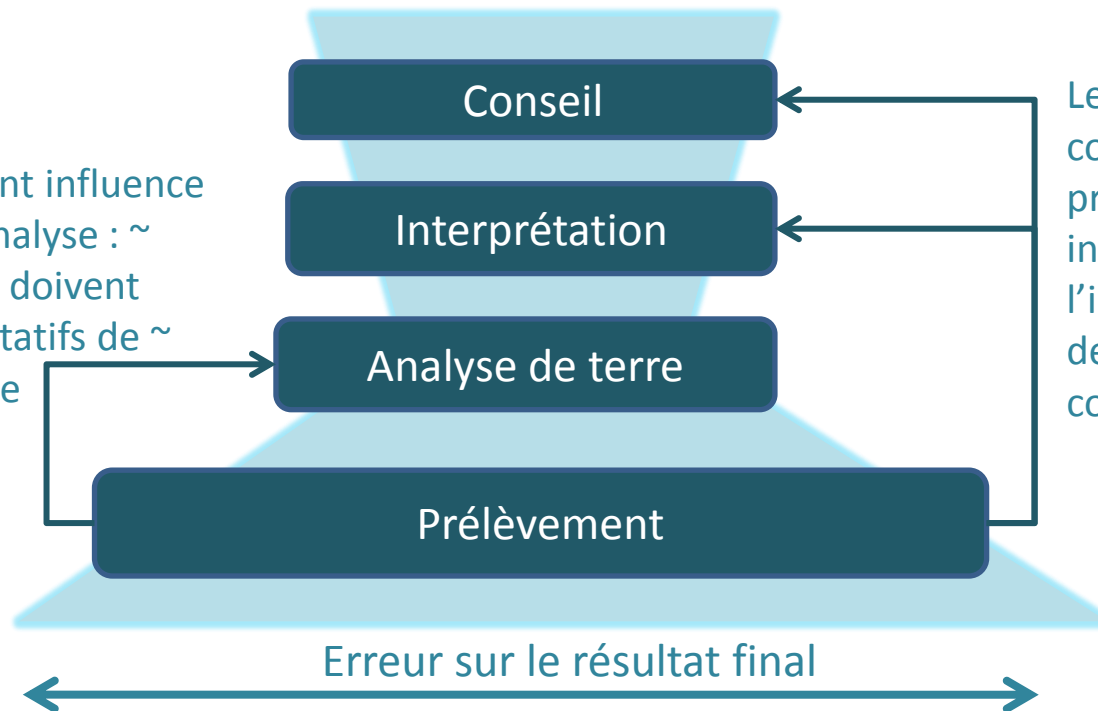 Conseil
Interprétation
Analyse de terre
Prélèvement
nt influence
nalyse : ~
doivent
tatifs de ~
e
Le
co
pr
in
l'i
de
co
Erreur sur le résultat final